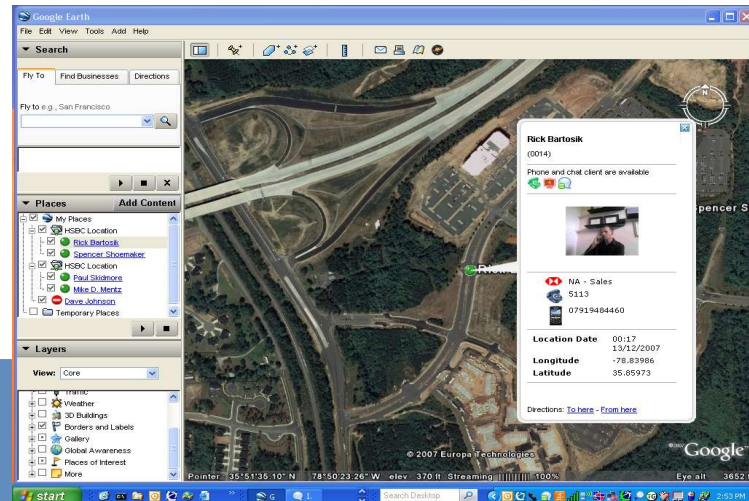 Google Earth
File Edit View Tools Add Help
Search
Fly To Find Businesses Directions
Fly to e.g., San Francisco
Places Add Content
My Places
HSBC Location
Rick Bartosik
Spencer Shoemaker
HSBC Location
Paul Skidmore
Mike D. Mentz
Dave Johnson
Temporary Places
Layers
View: Core
Traffic
Weather
3D Buildings
Borders and Labels
Gallery
Global Awareness
Places of Interest
More
Rick Bartosik
(0014)
Phone and chat client are available
NA - Sales
5113
07919484460
Location Date 00:17
13/12/2007
Longitude -78.83986
Latitude 35.85973
Directions: To here - From here
Spencer S
N
© 2007 Europa Technologies
©2007 Google
Pointer 35°51'35.10" N 78°50'23.26" W elev 370 ft Streaming 100% Eye alt 3652
start
G
L
Search Desktop
2:53 PM